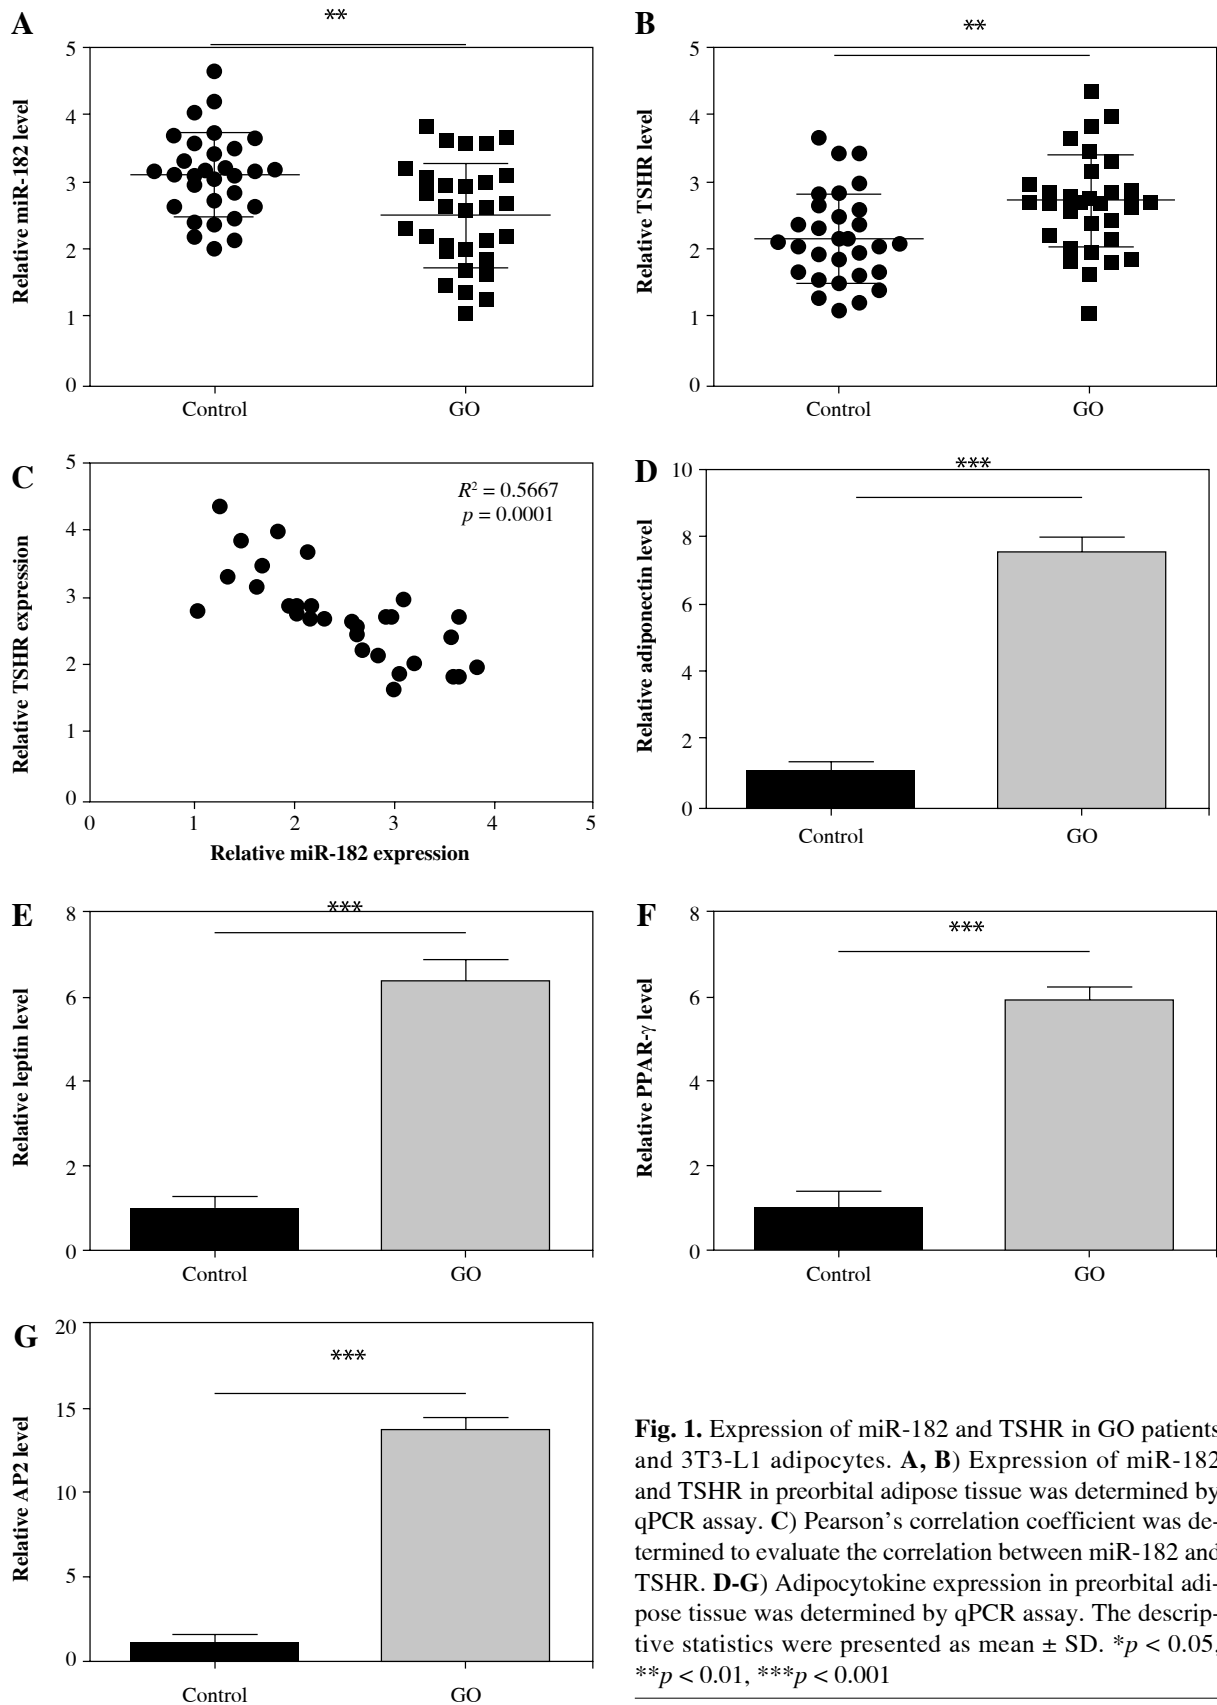 A
**
Relative miR-182 level
5
4
3
2
1
0
Control
GO
B
**
Relative TSHR level
5
4
3
2
1
0
Control
GO
C
R² = 0.5667
p = 0.0001
Relative TSHR expression
5
4
3
2
1
0
0
1
2
3
4
5
Relative miR-182 expression
D
***
Relative adiponectin level
10
8
6
4
2
0
Control
GO
E
***
Relative leptin level
8
6
4
2
0
Control
GO
F
***
Relative PPAR-γ level
8
6
4
2
0
Control
GO
G
***
Relative AP2 level
20
15
10
5
0
Control
GO
Fig. 1. Expression of miR-182 and TSHR in GO patients
and 3T3-L1 adipocytes. A, B) Expression of miR-182
and TSHR in preorbital adipose tissue was determined by
qPCR assay. C) Pearson's correlation coefficient was de-
termined to evaluate the correlation between miR-182 and
TSHR. D-G) Adipocytokine expression in preorbital adi-
pose tissue was determined by qPCR assay. The descrip-
tive statistics were presented as mean ± SD. *p < 0.05,
**p < 0.01, ***p < 0.001